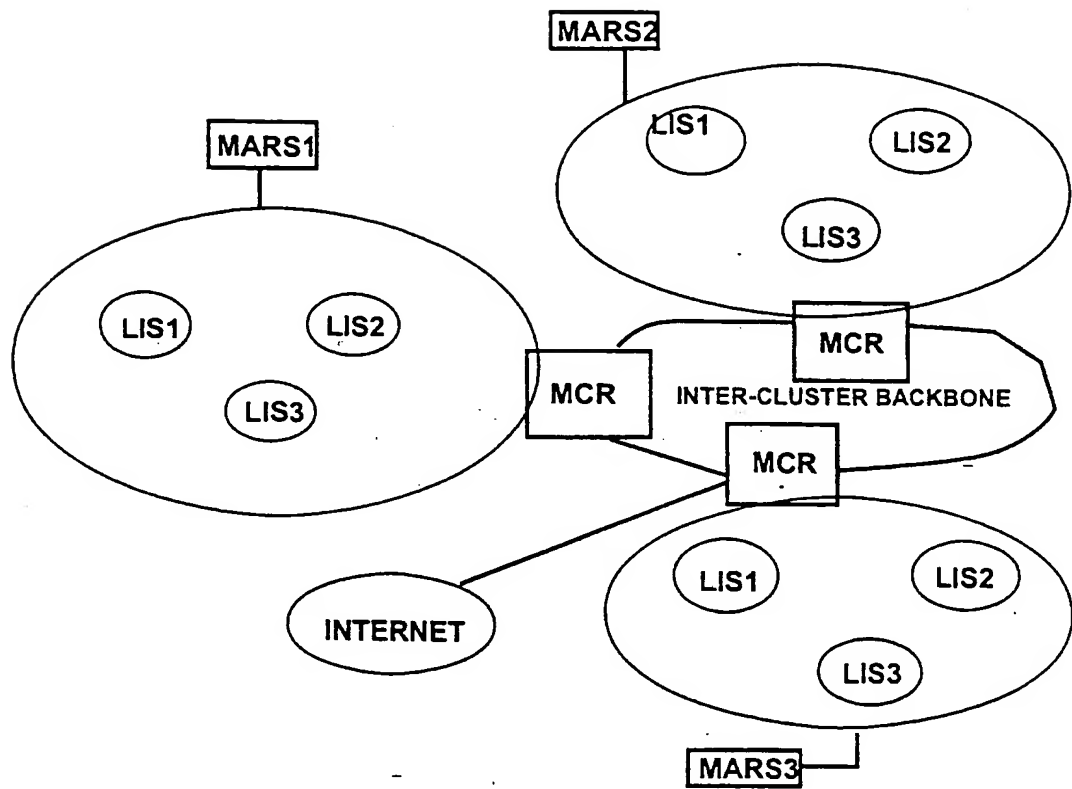 MARS2
LIS1
LIS2
LIS3
MARS1
LIS1
LIS2
LIS3
MCR
MCR
INTER-CLUSTER BACKBONE
MCR
LIS1
LIS2
LIS3
INTERNET
MARS3